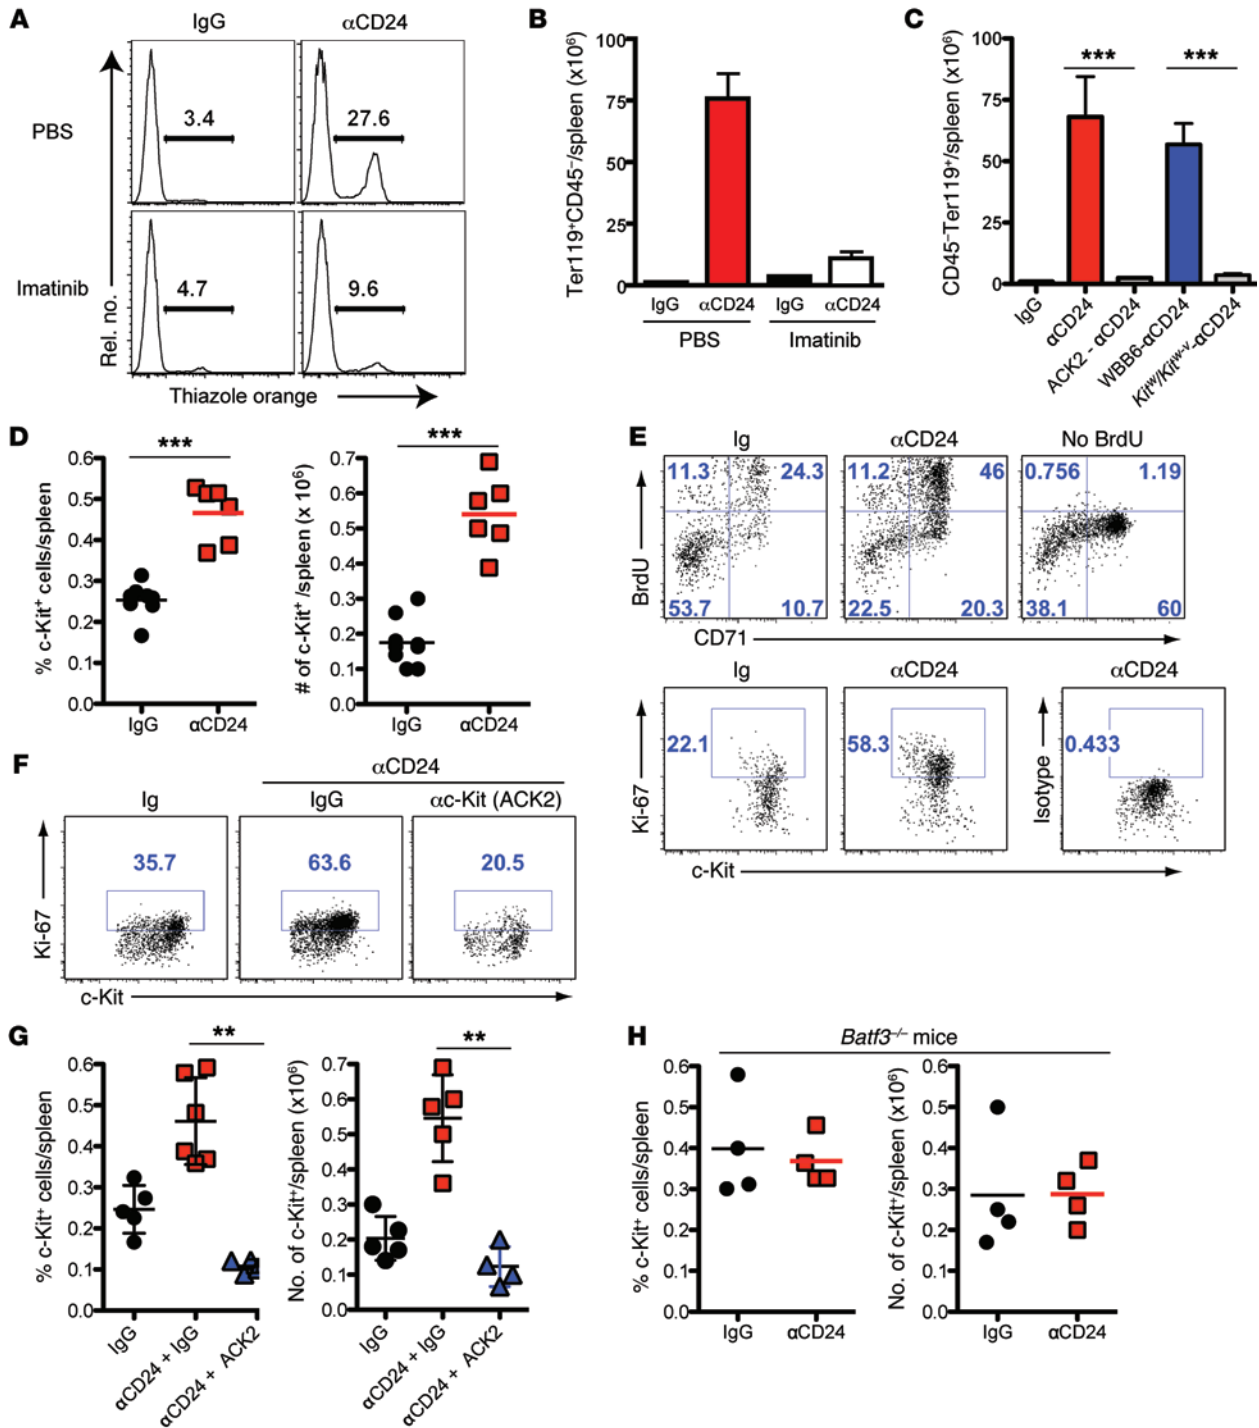 A
IgG
αCD24
PBS
3.4
27.6
Imatinib
4.7
9.6
Rel. no.
Thiazole orange
B
Ter119⁺CD45⁻/spleen (x10⁶)
100
75
50
25
0
IgG
αCD24
IgG
αCD24
PBS
Imatinib
C
CD45⁻Ter119⁺/spleen (x10⁶)
100
75
50
25
0
***
***
IgG
αCD24
ACK2 - αCD24
WBB6-αCD24
Kitʷ/Kitʷ⁻ᵛ-αCD24
D
% c-Kit⁺ cells/spleen
0.6
0.5
0.4
0.3
0.2
0.1
0.0
***
IgG
αCD24
# of c-Kit⁺ /spleen (x 10⁶)
0.7
0.6
0.5
0.4
0.3
0.2
0.1
0.0
***
IgG
αCD24
E
Ig
αCD24
No BrdU
BrdU
11.3
24.3
53.7
10.7
11.2
46
22.5
20.3
0.756
1.19
38.1
60
CD71
Ig
αCD24
αCD24
Ki-67
22.1
58.3
Isotype
0.433
c-Kit
F
αCD24
Ig
IgG
αc-Kit (ACK2)
Ki-67
35.7
63.6
20.5
c-Kit
G
% c-Kit⁺ cells/spleen
0.6
0.5
0.4
0.3
0.2
0.1
0.0
**
IgG
αCD24 + IgG
αCD24 + ACK2
No. of c-Kit⁺/spleen (x10⁶)
0.7
0.6
0.5
0.4
0.3
0.2
0.1
0.0
**
IgG
αCD24 + IgG
αCD24 + ACK2
H
Batf3⁻/⁻ mice
% c-Kit⁺ cells/spleen
0.6
0.5
0.4
0.3
0.2
0.1
0.0
IgG
αCD24
No. of c-Kit⁺/spleen (x10⁶)
0.6
0.5
0.4
0.3
0.2
0.1
0.0
IgG
αCD24